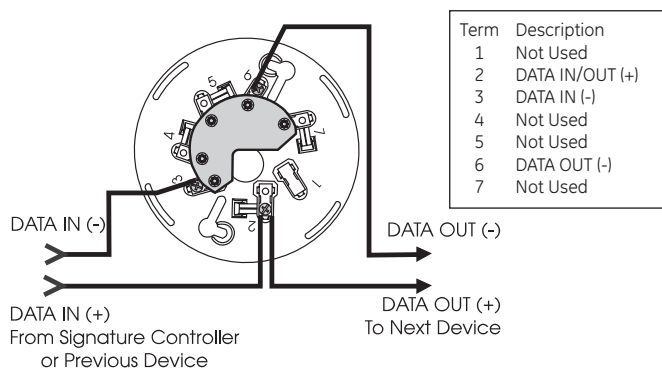 Term Description
1 Not Used
2 DATA IN/OUT (+)
3 DATA IN (-)
4 Not Used
5 Not Used
6 DATA OUT (-)
7 Not Used
6
5
4
7
3
1
2
DATA IN (-)
DATA OUT (-)
DATA IN (+)
From Signature Controller
or Previous Device
DATA OUT (+)
To Next Device